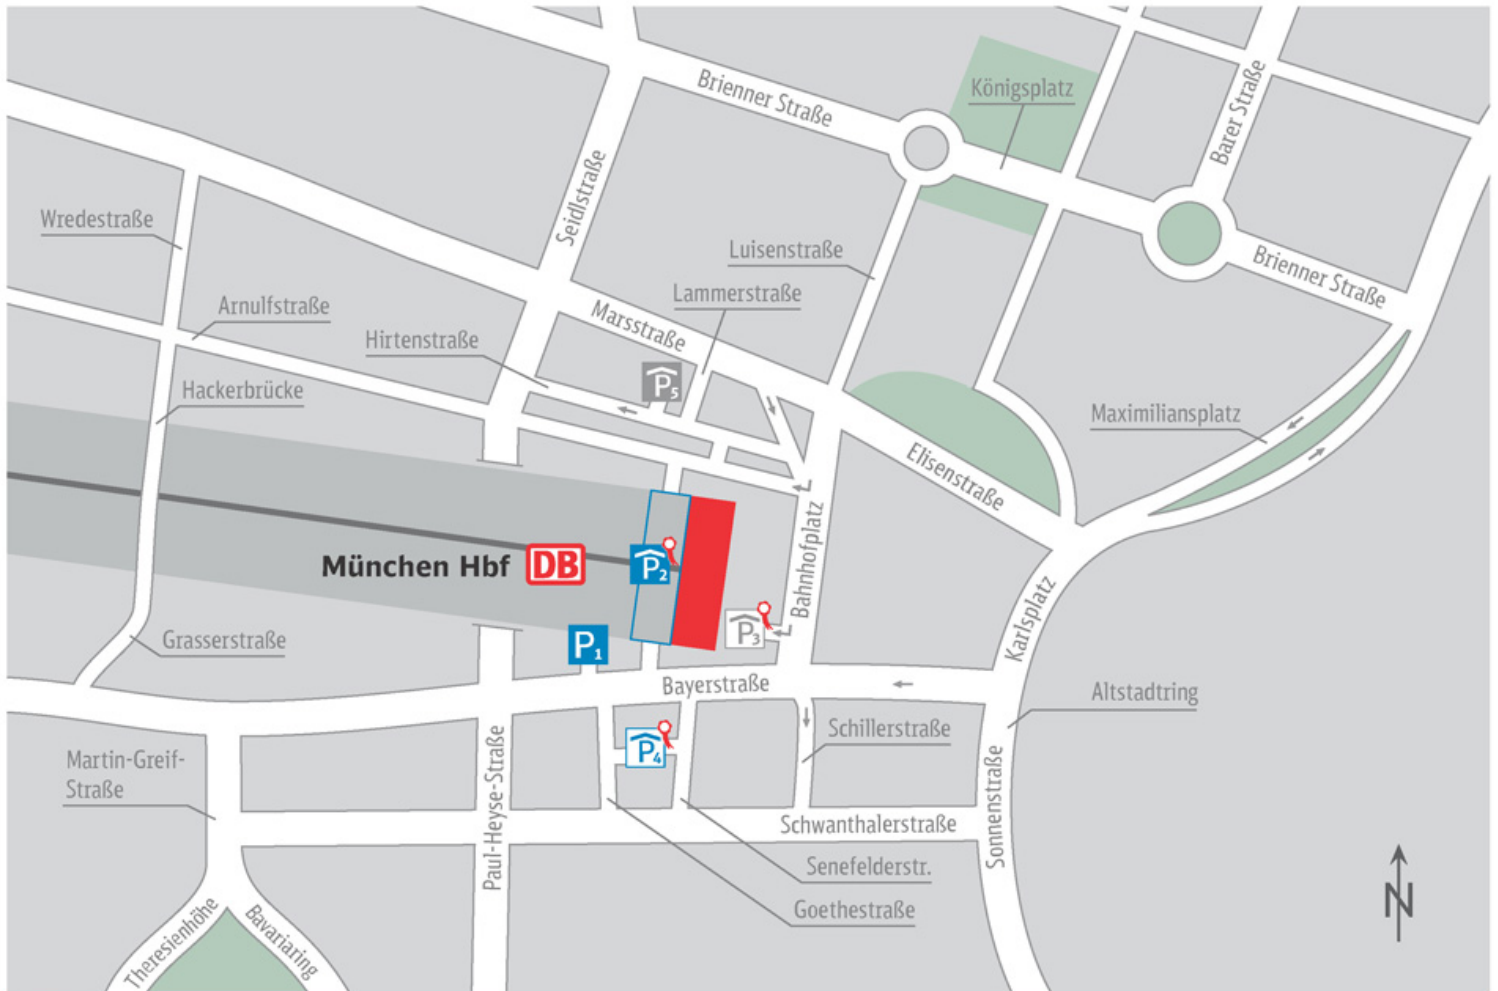 Brienner Straße
Königsplatz
Barer Straße
Seidlstraße
Wredestraße
Luisenstraße
Brienner Straße
Lammerstraße
Arnulfstraße
Marsstraße
Hirtenstraße
P5
Hackerbrücke
Maximiliansplatz
Elisenstraße
Bahnhofplatz
München Hbf DB
P2
P3
Karlsplatz
Grasserstraße
P1
Bayerstraße
Altstadtring
Schillerstraße
P4
Martin-Greif-
Straße
Paul-Heyse-Straße
Sonnenstraße
Schwanthalerstraße
Senefelderstr.
Goethestraße
Theresienhöhe
Bavariaring
N